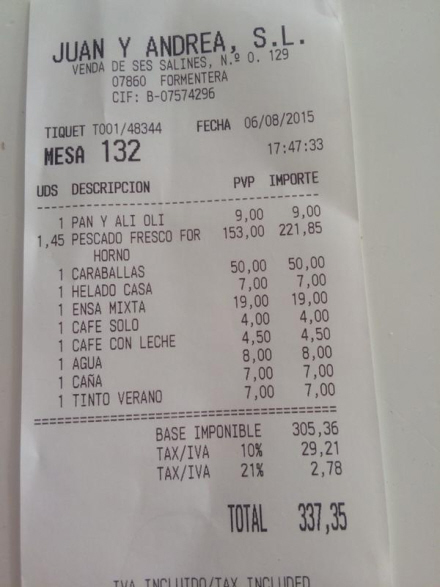 JUAN Y ANDREA, S.L.
VENDA DE SES SALINES, N.º O. 129
07860 FORMENTERA
CIF: B-07574296
TIQUET T001/48344 FECHA 06/08/2015
MESA 132 17:47:33
UDS DESCRIPCION PVP IMPORTE
1 PAN Y ALI OLI 9,00 9,00
1,45 PESCADO FRESCO FOR 153,00 221,85
HORNO
1 CARABALLAS 50,00 50,00
1 HELADO CASA 7,00 7,00
1 ENSA MIXTA 19,00 19,00
1 CAFE SOLO 4,00 4,00
1 CAFE CON LECHE 4,50 4,50
1 AGUA 8,00 8,00
1 CAÑA 7,00 7,00
1 TINTO VERANO 7,00 7,00
BASE IMPONIBLE 305,36
TAX/IVA 10% 29,21
TAX/IVA 21% 2,78
TOTAL 337,35
IVA INCLUIDO/TAX INCLUDED